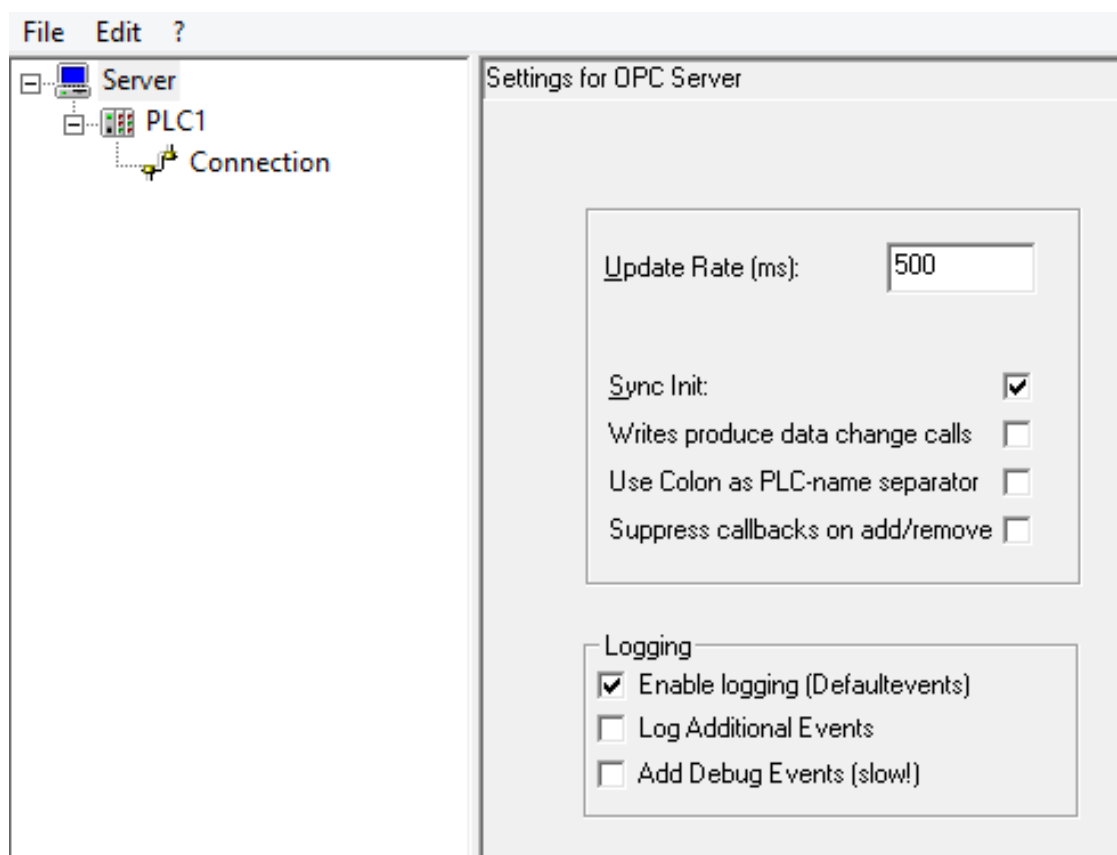 File Edit ?
Server
PLC1
Connection
Settings for OPC Server
Update Rate (ms): 500
Sync Init:
Writes produce data change calls
Use Colon as PLC-name separator
Suppress callbacks on add/remove
Logging
Enable logging (Defaultevents)
Log Additional Events
Add Debug Events (slow!)